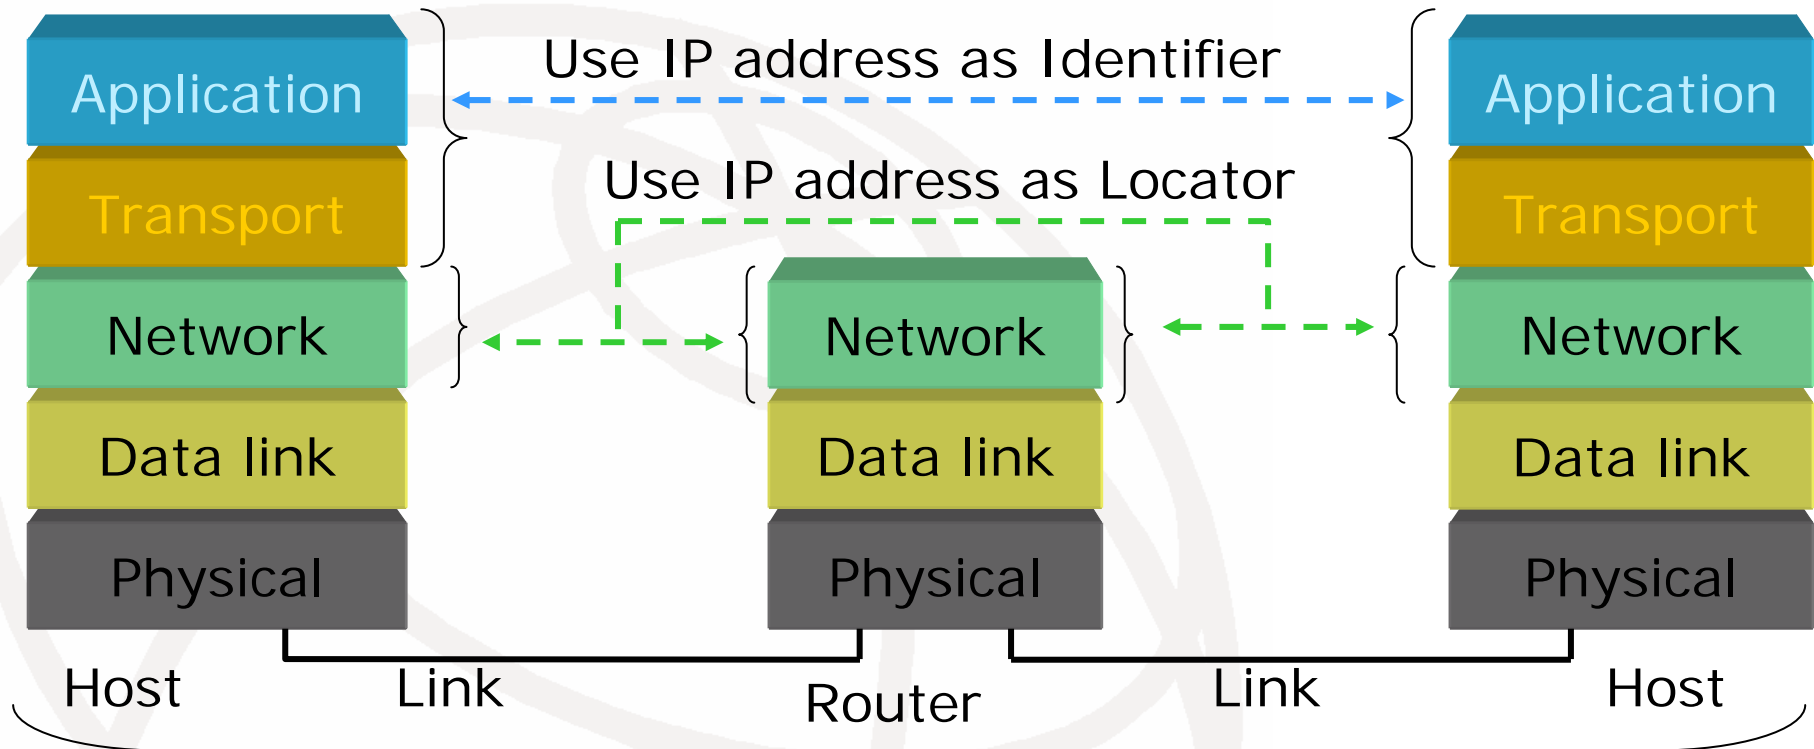 Use IP address as Identifier
Application
Application
Use IP address as Locator
Transport
Transport
Network
Network
Network
Data link
Data link
Data link
Physical
Physical
Physical
Host
Link
Router
Link
Host